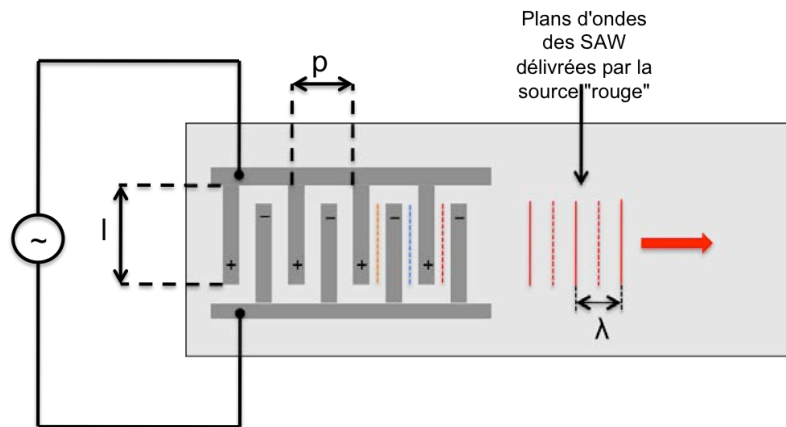 Plans d'ondes
des SAW
délivrées par la
source "rouge"
p
l
~
+
−
+
−
+
−
+
−
λ